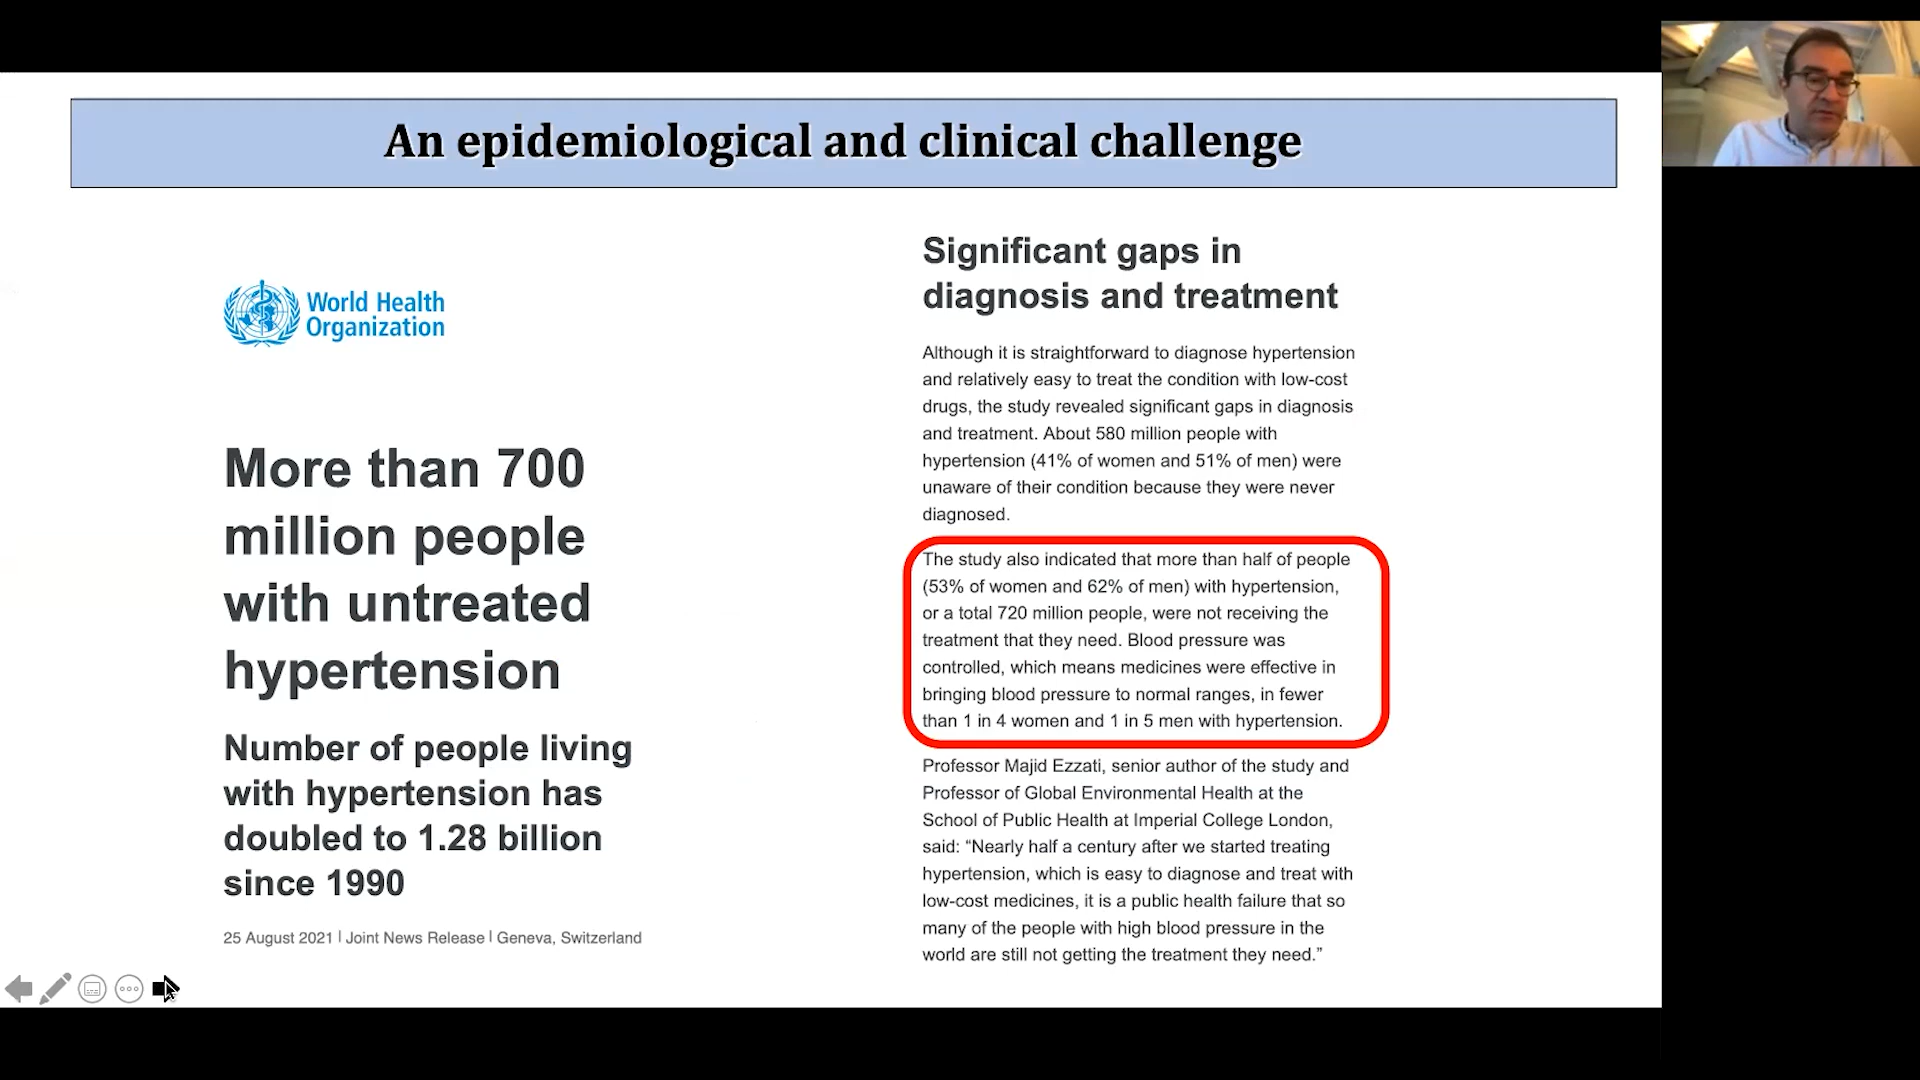 An epidemiological and clinical challenge
World Health
Organization
More than 700
million people
with untreated
hypertension
Number of people living
with hypertension has
doubled to 1.28 billion
since 1990
25 August 2021 | Joint News Release | Geneva, Switzerland
Significant gaps in
diagnosis and treatment
Although it is straightforward to diagnose hypertension
and relatively easy to treat the condition with low-cost
drugs, the study revealed significant gaps in diagnosis
and treatment. About 580 million people with
hypertension (41% of women and 51% of men) were
unaware of their condition because they were never
diagnosed.
The study also indicated that more than half of people
(53% of women and 62% of men) with hypertension,
or a total 720 million people, were not receiving the
treatment that they need. Blood pressure was
controlled, which means medicines were effective in
bringing blood pressure to normal ranges, in fewer
than 1 in 4 women and 1 in 5 men with hypertension.
Professor Majid Ezzati, senior author of the study and
Professor of Global Environmental Health at the
School of Public Health at Imperial College London,
said: “Nearly half a century after we started treating
hypertension, which is easy to diagnose and treat with
low-cost medicines, it is a public health failure that so
many of the people with high blood pressure in the
world are still not getting the treatment they need.”